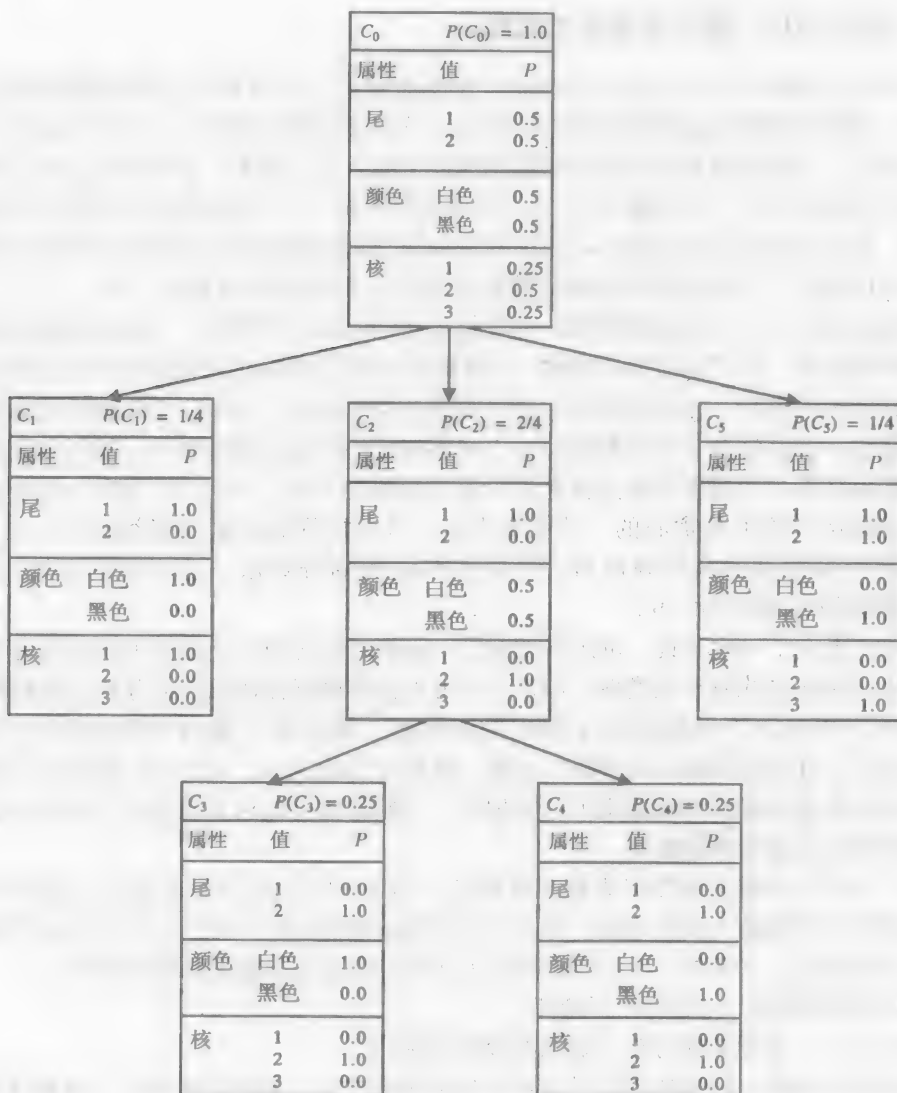 C₀ P(C₀) = 1.0
属性 值 P
尾 1 0.5
2 0.5
颜色 白色 0.5
黑色 0.5
核 1 0.25
2 0.5
3 0.25
C₁ P(C₁) = 1/4
属性 值 P
尾 1 1.0
2 0.0
颜色 白色 1.0
黑色 0.0
核 1 1.0
2 0.0
3 0.0
C₂ P(C₂) = 2/4
属性 值 P
尾 1 1.0
2 0.0
颜色 白色 0.5
黑色 0.5
核 1 0.0
2 1.0
3 0.0
C₅ P(C₅) = 1/4
属性 值 P
尾 1 1.0
2 1.0
颜色 白色 0.0
黑色 1.0
核 1 0.0
2 0.0
3 1.0
C₃ P(C₃) = 0.25
属性 值 P
尾 1 0.0
2 1.0
颜色 白色 1.0
黑色 0.0
核 1 0.0
2 1.0
3 0.0
C₄ P(C₄) = 0.25
属性 值 P
尾 1 0.0
2 1.0
颜色 白色 0.0
黑色 1.0
核 1 0.0
2 1.0
3 0.0